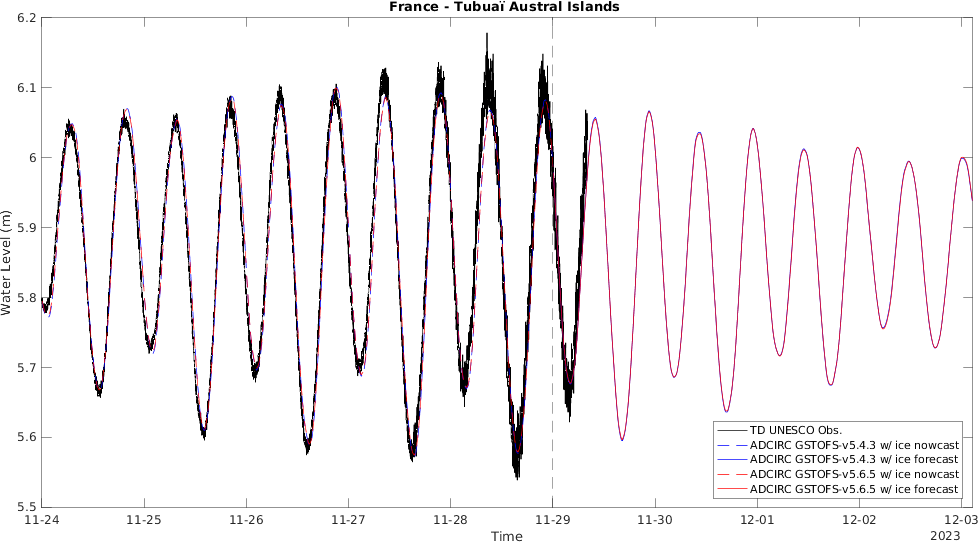 France - Tubuaï Austral Islands
6.2
6.1
6
5.9
5.8
5.7
5.6
5.5
Water Level (m)
TD UNESCO Obs.
ADCIRC GSTOFS-v5.4.3 w/ ice nowcast
ADCIRC GSTOFS-v5.4.3 w/ ice forecast
ADCIRC GSTOFS-v5.6.5 w/ ice nowcast
ADCIRC GSTOFS-v5.6.5 w/ ice forecast
11-24 11-25 11-26 11-27 11-28 11-29 11-30 12-01 12-02 12-03
Time
2023